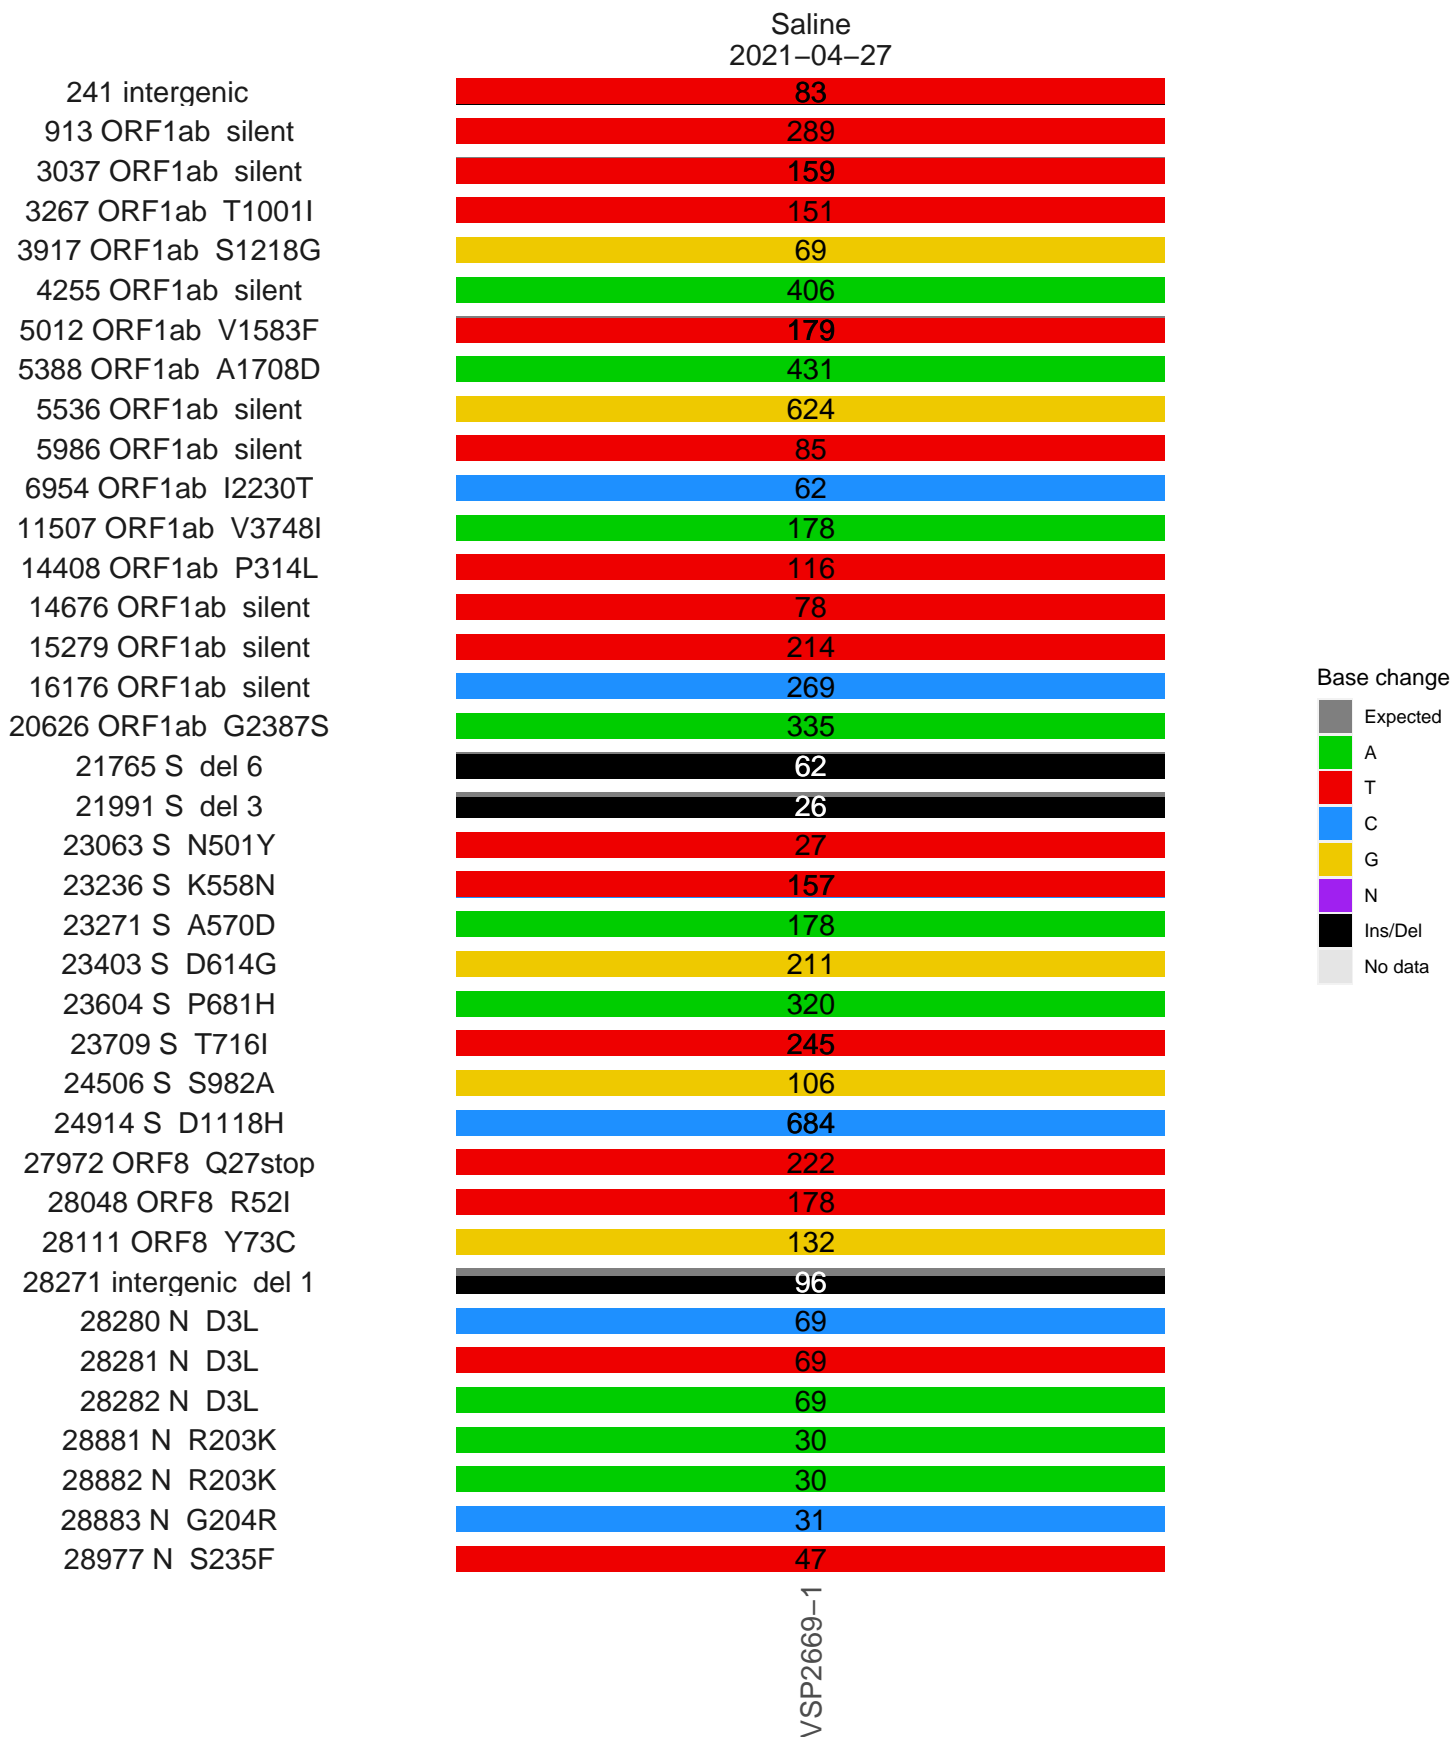 Saline
2021−04−27
241 intergenic 83
913 ORF1ab silent 289
3037 ORF1ab silent 159
3267 ORF1ab T1001I 151
3917 ORF1ab S1218G 69
4255 ORF1ab silent 406
5012 ORF1ab V1583F 179
5388 ORF1ab A1708D 431
5536 ORF1ab silent 624
5986 ORF1ab silent 85
6954 ORF1ab I2230T 62
11507 ORF1ab V3748I 178
14408 ORF1ab P314L 116
14676 ORF1ab silent 78
15279 ORF1ab silent 214
16176 ORF1ab silent 269
20626 ORF1ab G2387S 335
21765 S del 6 62
21991 S del 3 26
23063 S N501Y 27
23236 S K558N 157
23271 S A570D 178
23403 S D614G 211
23604 S P681H 320
23709 S T716I 245
24506 S S982A 106
24914 S D1118H 684
27972 ORF8 Q27stop 222
28048 ORF8 R52I 178
28111 ORF8 Y73C 132
28271 intergenic del 1 96
28280 N D3L 69
28281 N D3L 69
28282 N D3L 69
28881 N R203K 30
28882 N R203K 30
28883 N G204R 31
28977 N S235F 47
VSP2669−1
Base change
Expected
A
T
C
G
N
Ins/Del
No data